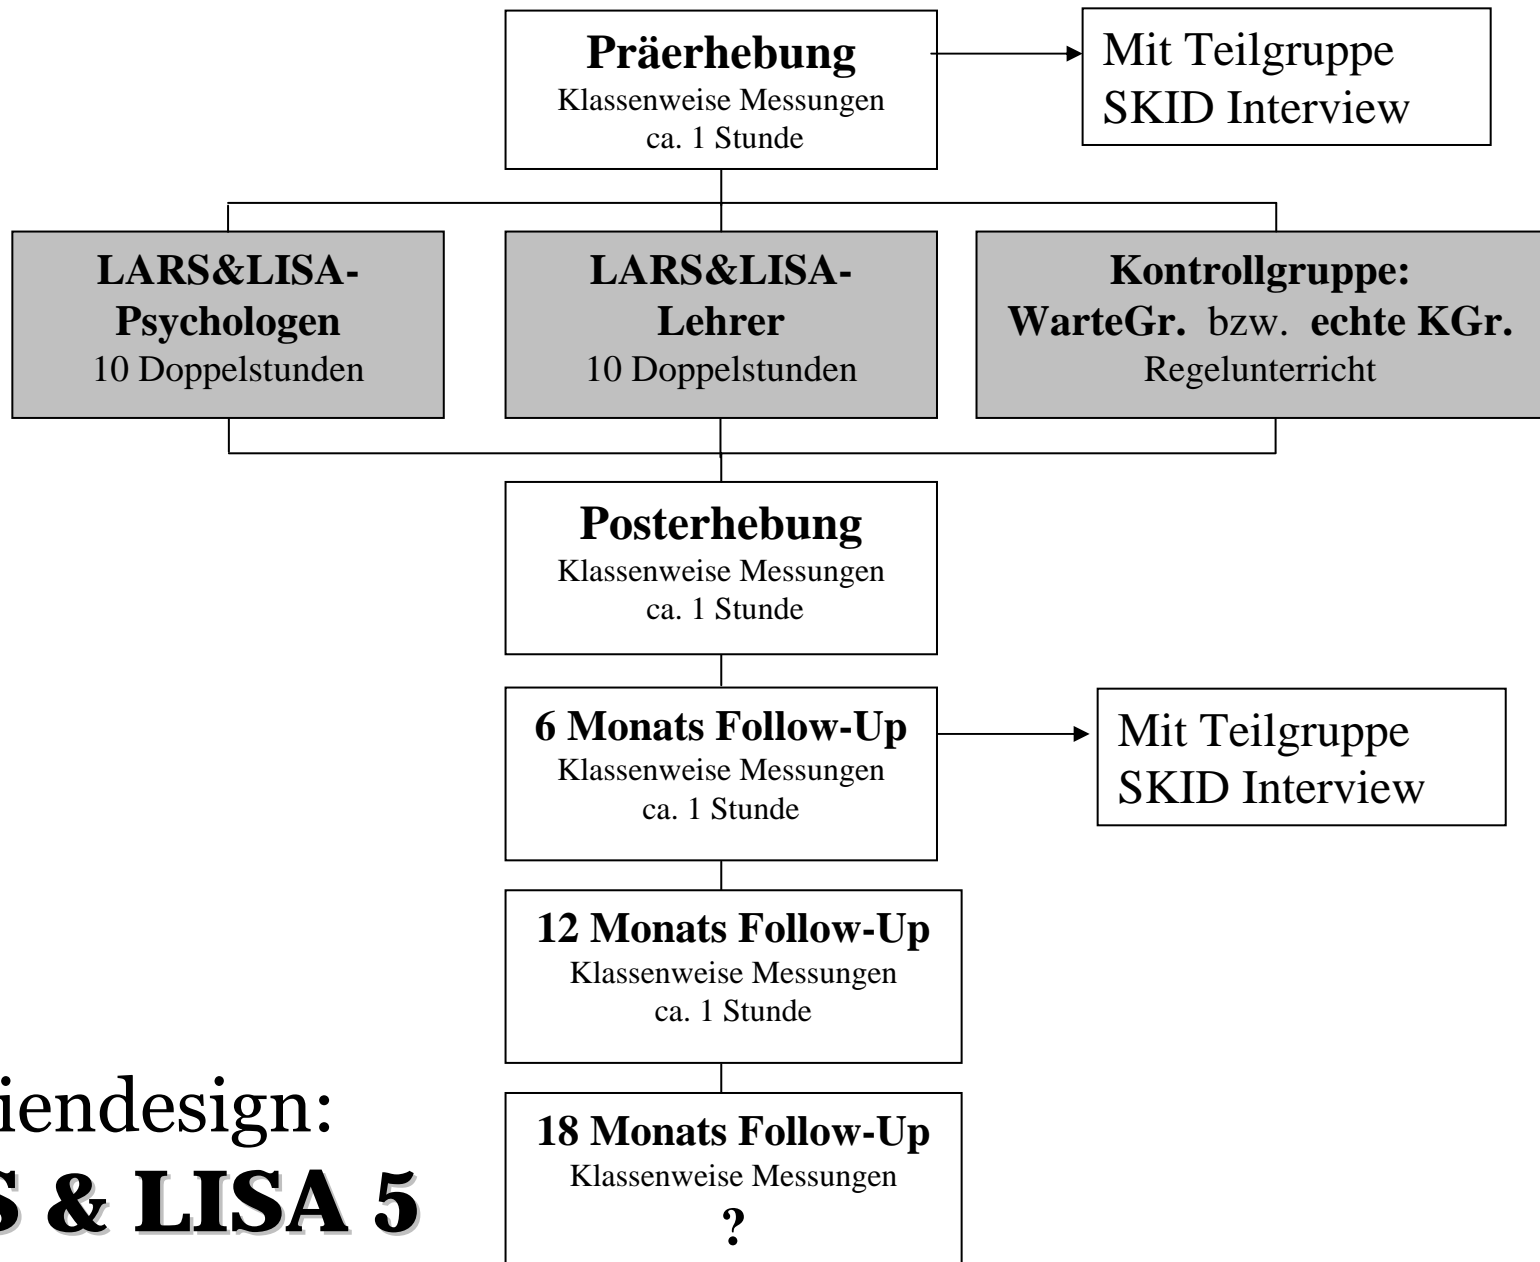 Präerhebung
Klassenweise Messungen
ca. 1 Stunde
Mit Teilgruppe
SKID Interview
LARS&LISA-
Psychologen
10 Doppelstunden
LARS&LISA-
Lehrer
10 Doppelstunden
Kontrollgruppe:
WarteGr. bzw. echte KGr.
Regelunterricht
Posterhebung
Klassenweise Messungen
ca. 1 Stunde
6 Monats Follow-Up
Klassenweise Messungen
ca. 1 Stunde
Mit Teilgruppe
SKID Interview
12 Monats Follow-Up
Klassenweise Messungen
ca. 1 Stunde
18 Monats Follow-Up
Klassenweise Messungen
?
iendesign:
S & LISA 5